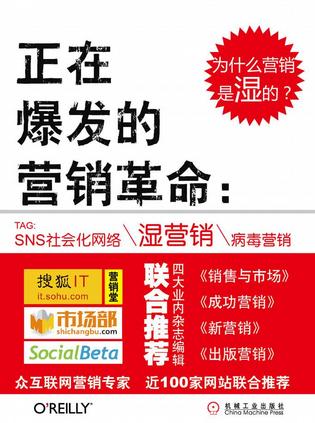 正在
爆发的
营销革命：
为什么营销
是湿的？
TAG:
SNS社会化网络\湿营销\病毒营销
搜狐IT
it.sohu.com
营销堂
市场部
shichangbu.com
SocialBeta
联合推荐
四大业内杂志编辑
《销售与市场》
《成功营销》
《新营销》
《出版营销》
众互联网营销专家 近100家网站联合推荐
O'REILLY
机械工业出版社
China Machine Press